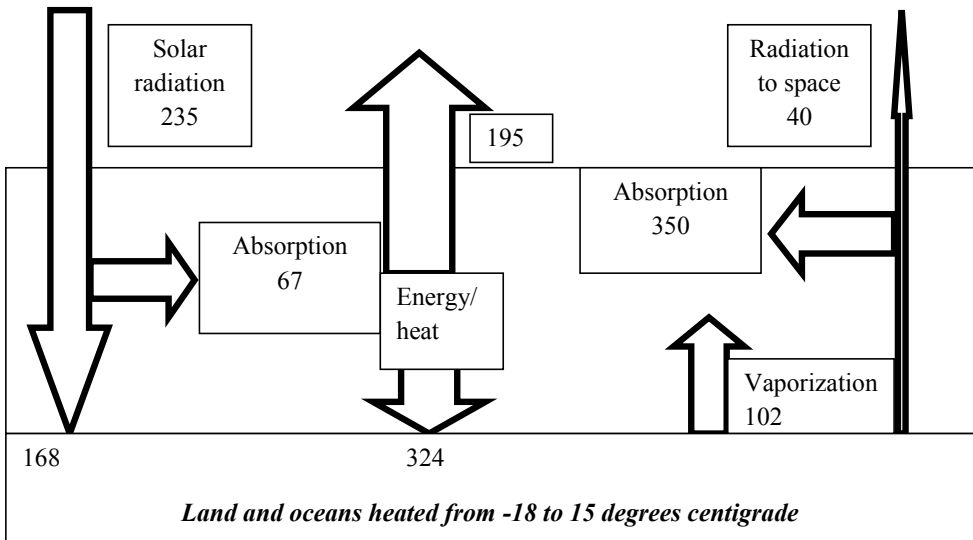 Solar
radiation
235
Radiation
to space
40
195
Absorption
350
Absorption
67
Energy/
heat
Vaporization
102
168
324
Land and oceans heated from -18 to 15 degrees centigrade